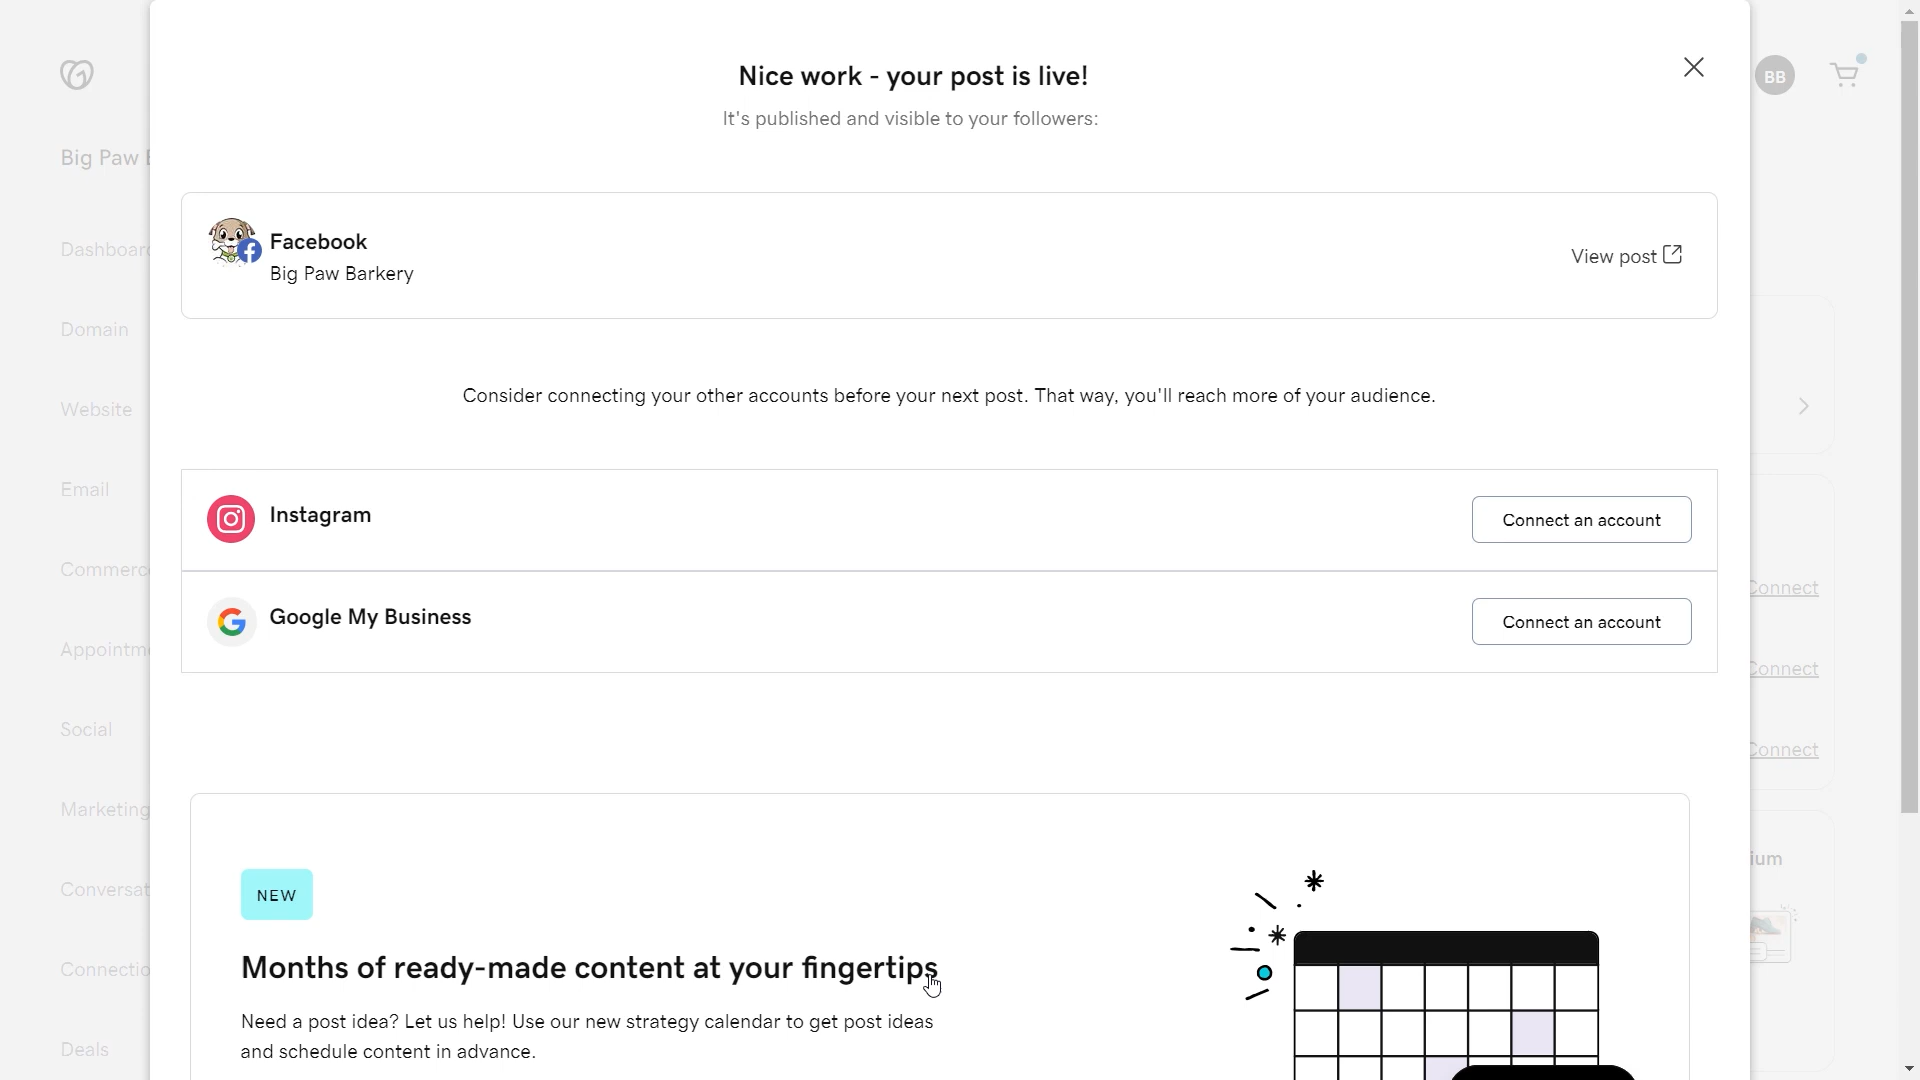 Nice work - your post is live!
BB
It's published and visible to your followers:
Big Paw
Dashboard
Facebook
Big Paw Barkery
View post
Domain
Consider connecting your other accounts before your next post. That way, you'll reach more of your audience.
Website
Email
Instagram
Connect an account
Commerc
Connect
Google My Business
Connect an account
Appointme
Connect
Social
Connect
Marketing
ium
Conversat
NEW
Months of ready-made content at your fingertips
Connectio
Need a post idea? Let us help! Use our new strategy calendar to get post ideas
and schedule content in advance.
Deals